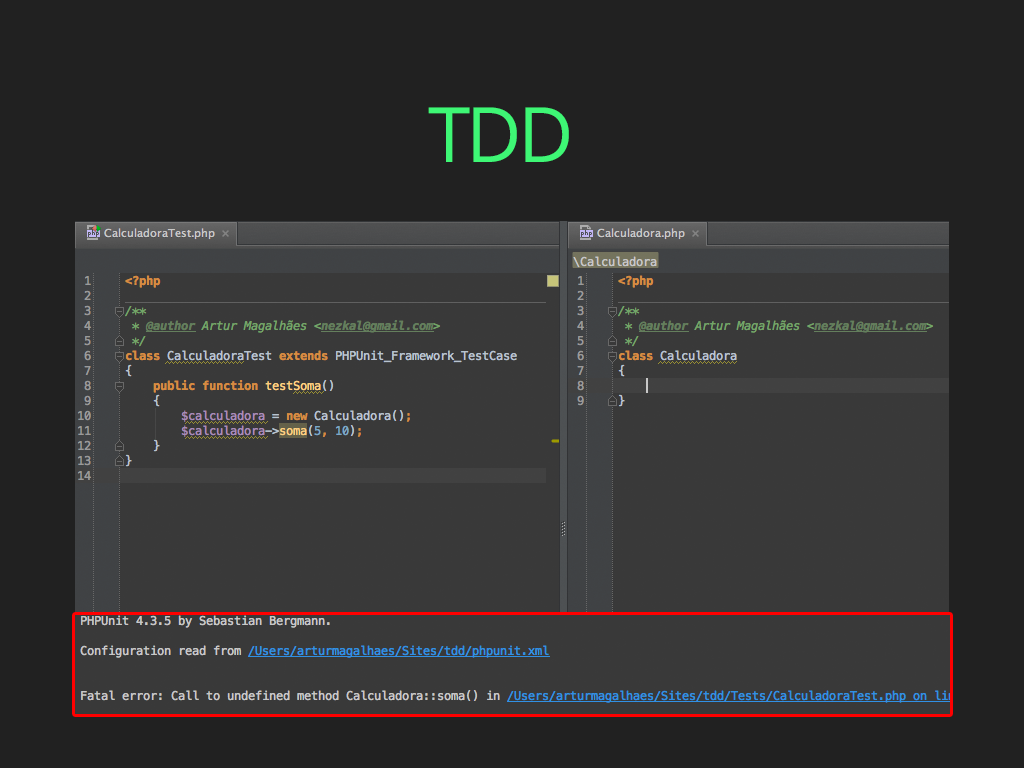 TDD
CalculadoraTest.php
1 <?php
2
3 /**
4 * @author Artur Magalhães <nezkal@gmail.com>
5 */
6 class CalculadoraTest extends PHPUnit_Framework_TestCase
7 {
8 public function testSoma()
9 {
10 $calculadora = new Calculadora();
11 $calculadora->soma(5, 10);
12 }
13 }
14
Calculadora.php
\Calculadora
1 <?php
2
3 /**
4 * @author Artur Magalhães <nezkal@gmail.com>
5 */
6 class Calculadora
7 {
8
9 }
PHPUnit 4.3.5 by Sebastian Bergmann.
Configuration read from /Users/arturmagalhaes/Sites/tdd/phpunit.xml
Fatal error: Call to undefined method Calculadora::soma() in /Users/arturmagalhaes/Sites/tdd/Tests/CalculadoraTest.php on